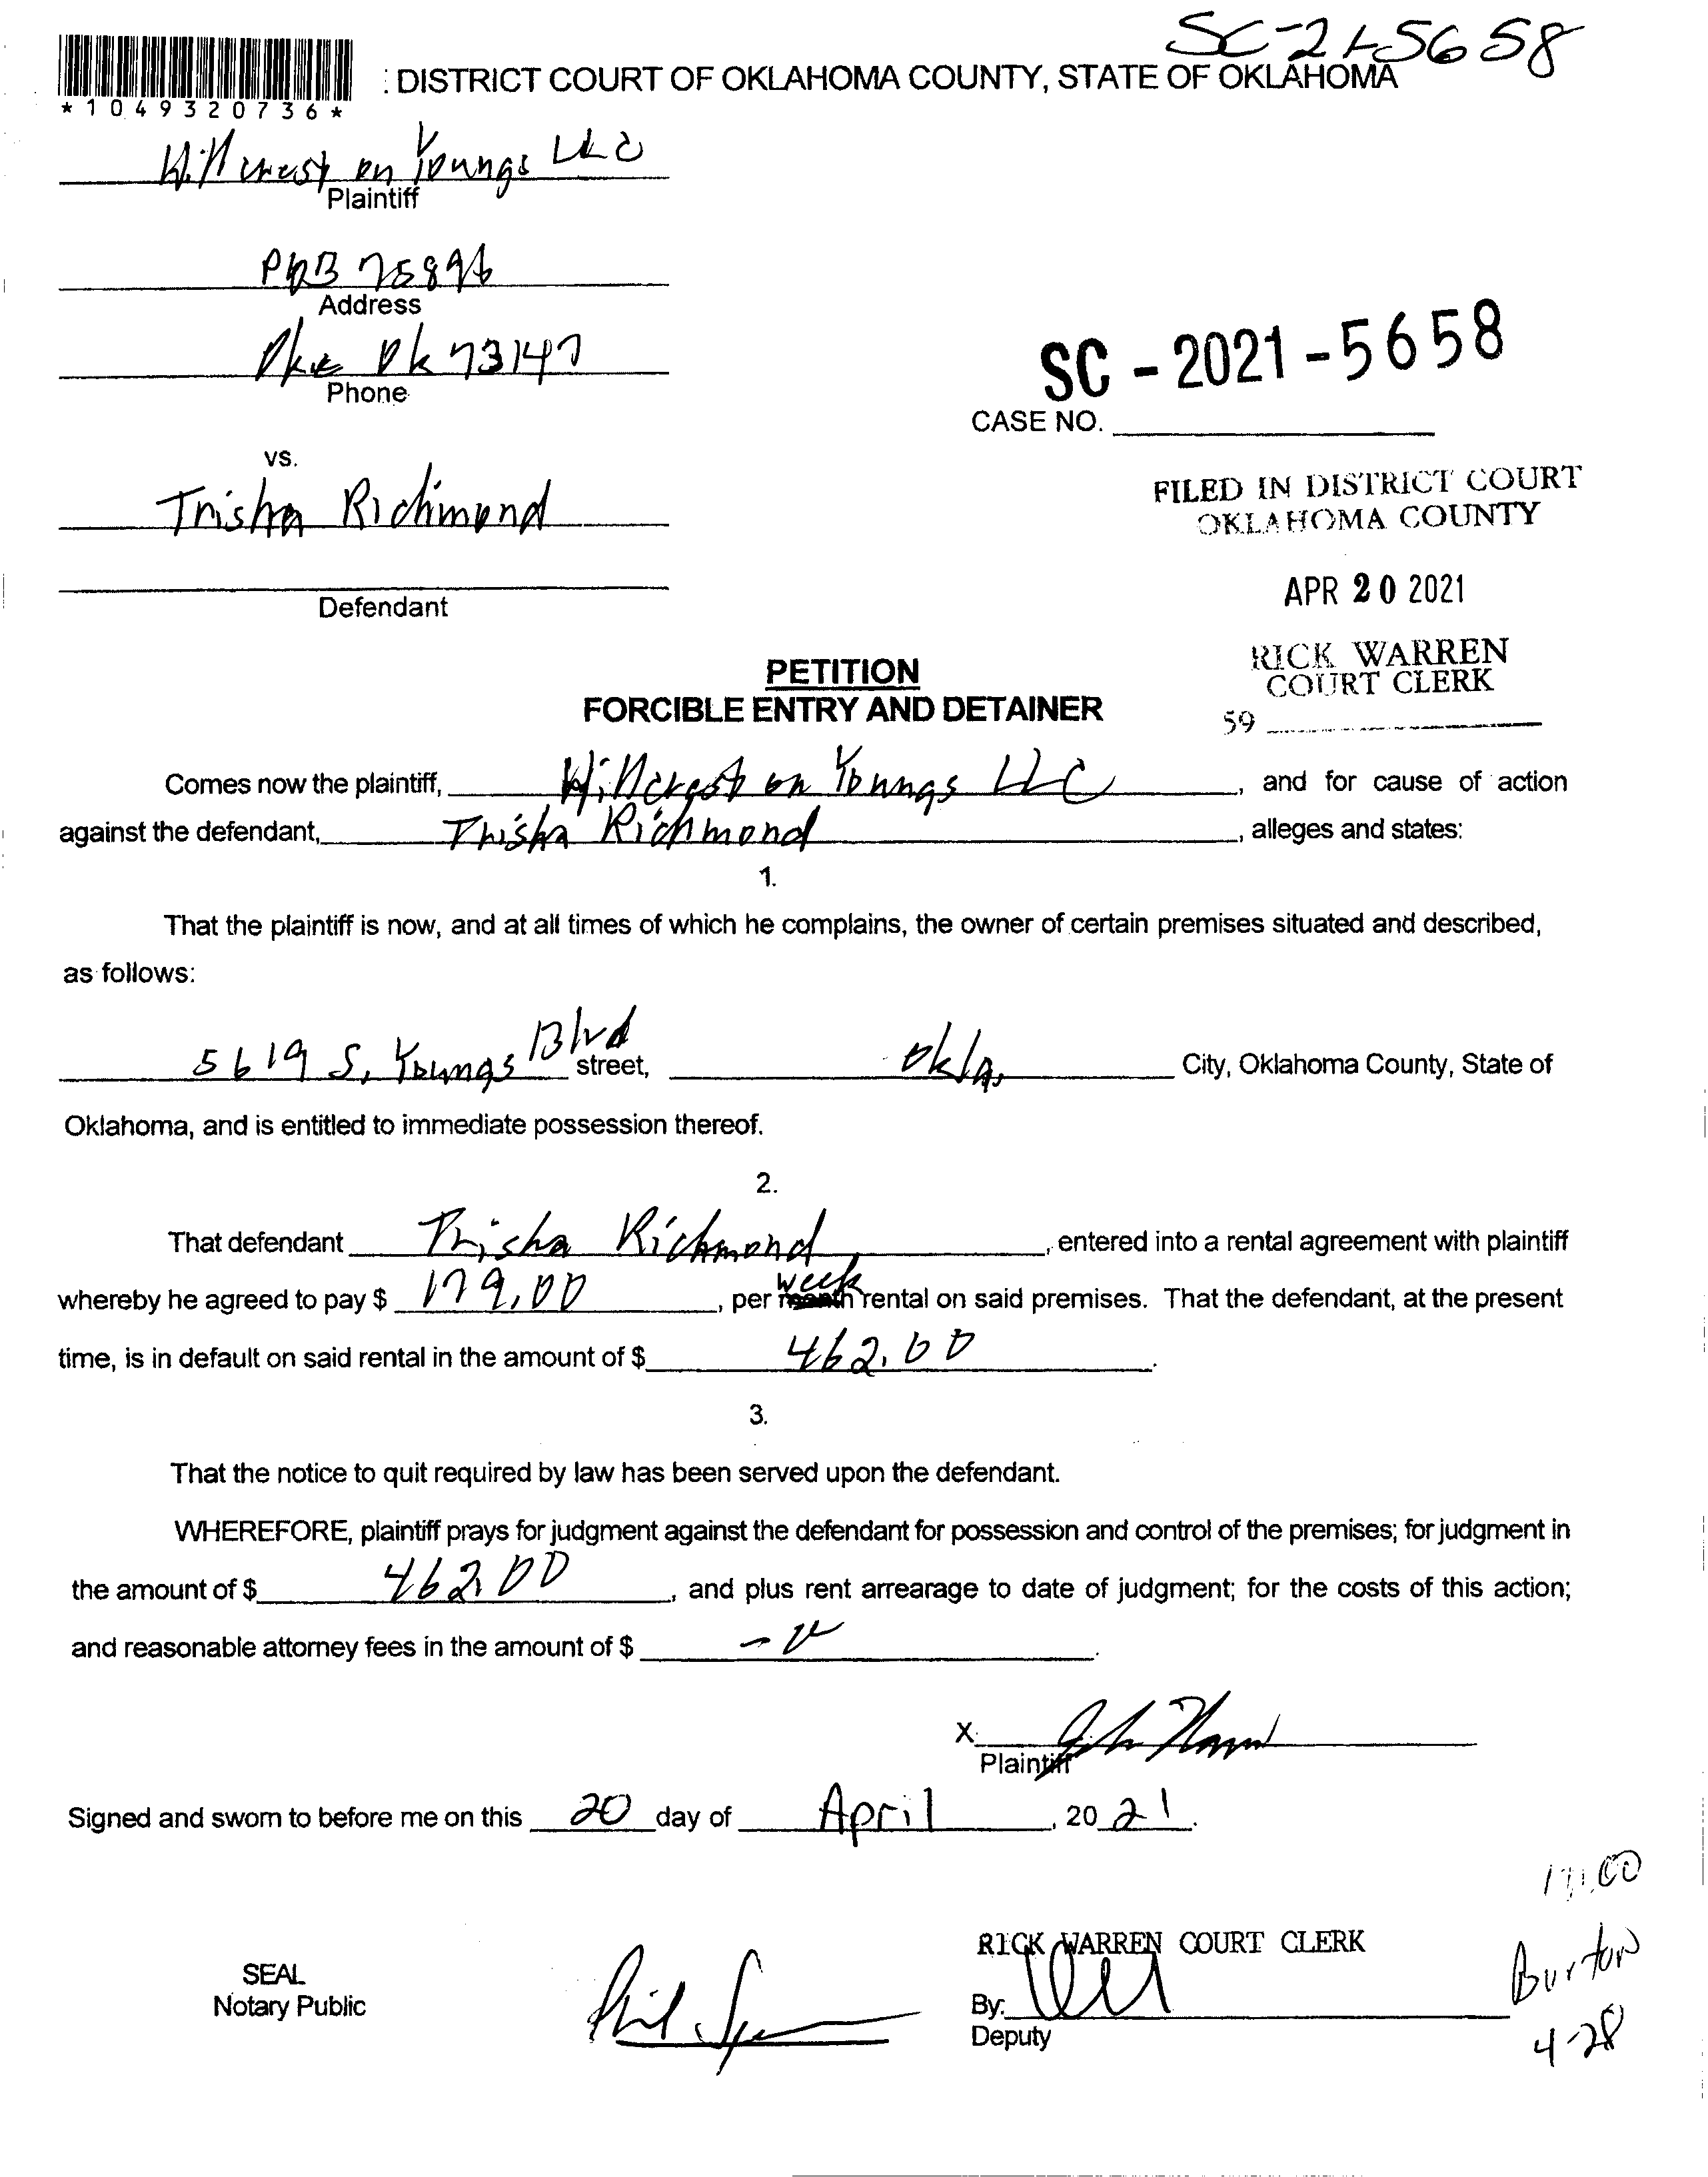 SC-21-5658
: DISTRICT COURT OF OKLAHOMA COUNTY, STATE OF OKLAHOMA
*1049320736*
Hillcrest on Youngs LLC
Plaintiff
POB 75896
Address
Okc Ok 73147
Phone
SC - 2021 - 5658
CASE NO.
vs.
Trisha Richmond
FILED IN DISTRICT COURT
OKLAHOMA COUNTY
Defendant
APR 20 2021
RICK WARREN
COURT CLERK
59
PETITION
FORCIBLE ENTRY AND DETAINER
Comes now the plaintiff, Hillcrest on Youngs LLC, and for cause of action
against the defendant, Trisha Richmond, alleges and states:
1.
That the plaintiff is now, and at all times of which he complains, the owner of certain premises situated and described,
as follows:
5619 S. Youngs Blvd street, Okla. City, Oklahoma County, State of
Oklahoma, and is entitled to immediate possession thereof.
2.
That defendant Trisha Richmond, entered into a rental agreement with plaintiff
whereby he agreed to pay $ 179.00, per month week rental on said premises. That the defendant, at the present
time, is in default on said rental in the amount of $ 462.00.
3.
That the notice to quit required by law has been served upon the defendant.
WHEREFORE, plaintiff prays for judgment against the defendant for possession and control of the premises; for judgment in
the amount of $ 462.00, and plus rent arrearage to date of judgment; for the costs of this action;
and reasonable attorney fees in the amount of $
X
Plaintiff
Signed and sworn to before me on this 20 day of April, 2021.
RICK WARREN COURT CLERK
Burton
SEAL
Notary Public
By:
Deputy
4-28